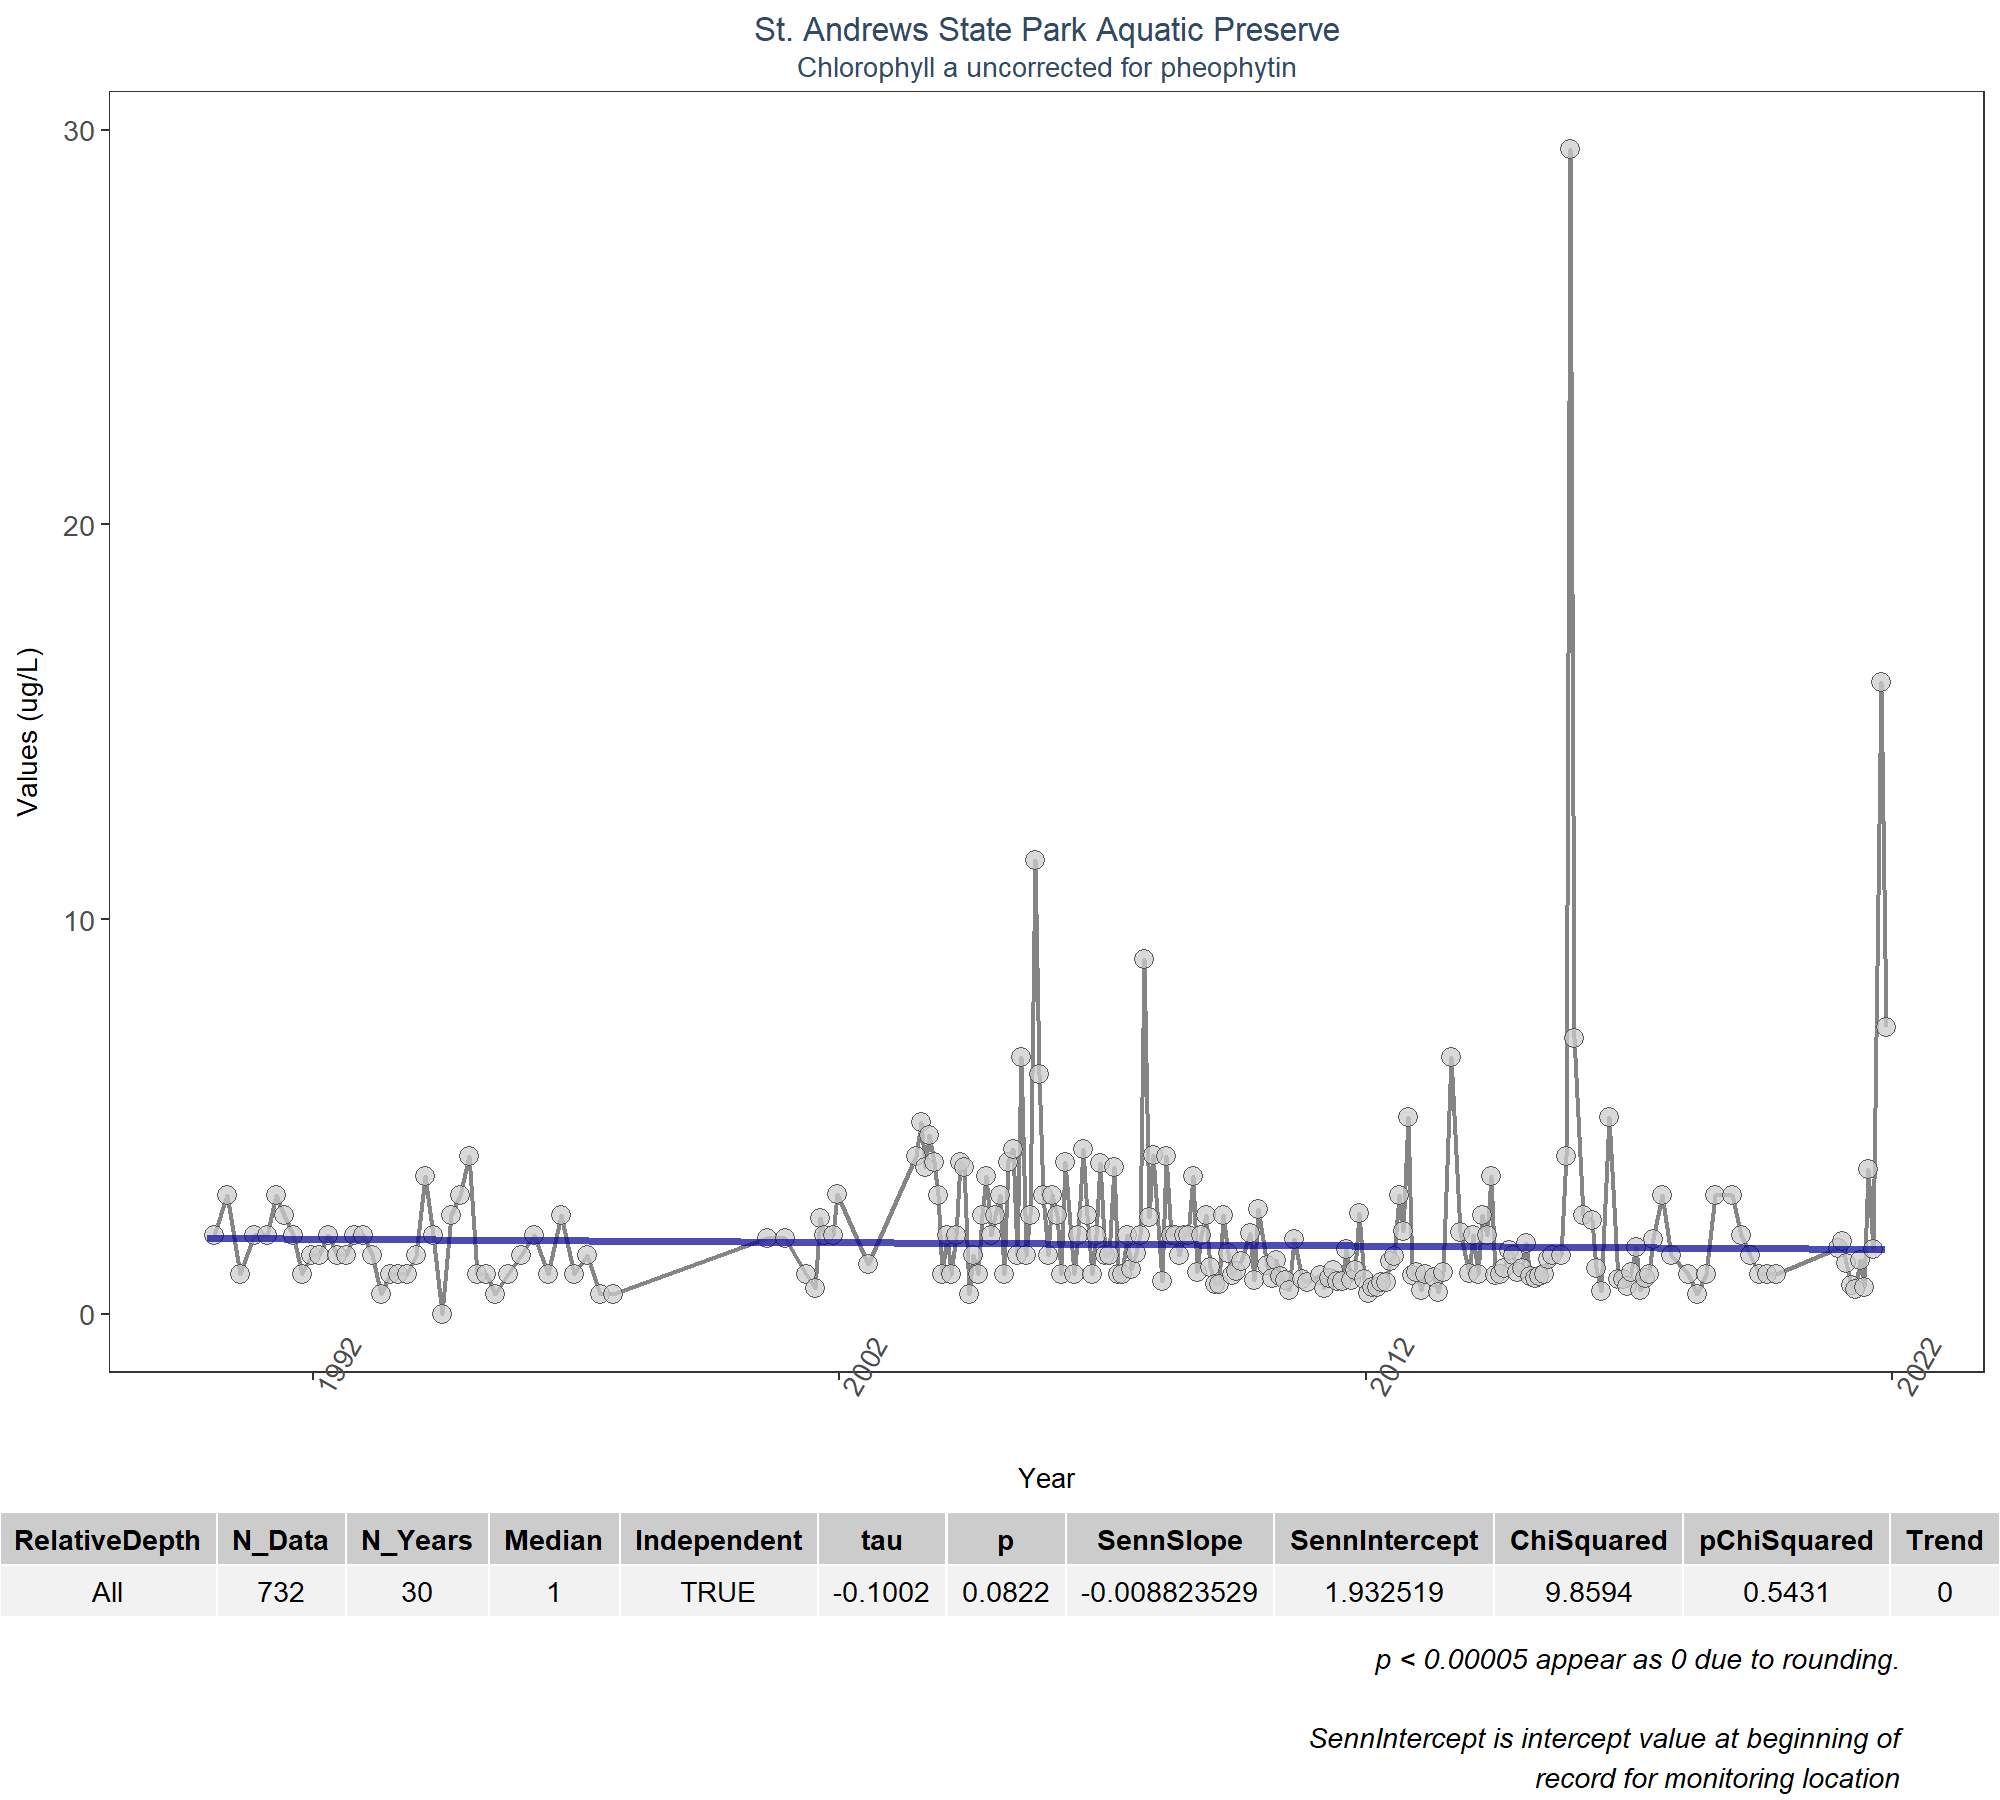 St. Andrews State Park Aquatic Preserve
Chlorophyll a uncorrected for pheophytin
30
20
10
0
Values (ug/L)
1992
2002
2012
2022
Year
RelativeDepth N_Data N_Years Median Independent tau p SennSlope SennIntercept ChiSquared pChiSquared Trend
All 732 30 1 TRUE -0.1002 0.0822 -0.008823529 1.932519 9.8594 0.5431 0
p < 0.00005 appear as 0 due to rounding.
SennIntercept is intercept value at beginning of
record for monitoring location